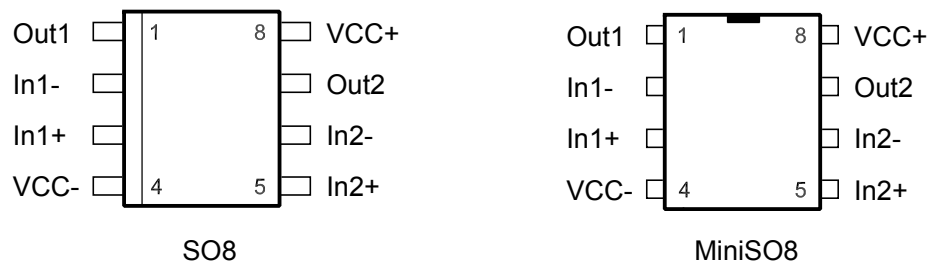 Out1 1 8 VCC+
In1- Out2
In1+ In2-
VCC- 4 5 In2+
SO8
Out1 1 8 VCC+
In1- Out2
In1+ In2-
VCC- 4 5 In2+
MiniSO8